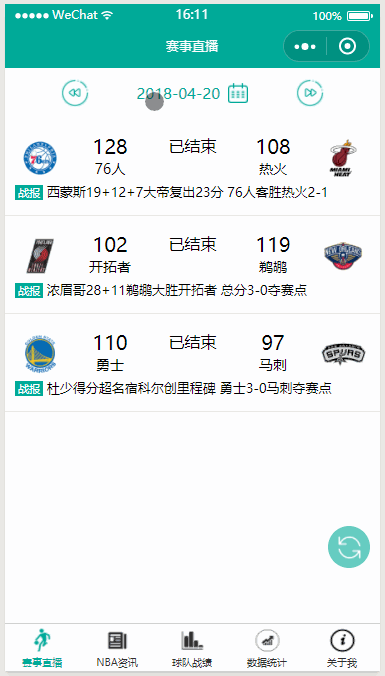 WeChat 16:11 100%
赛事直播
2018-04-20
128 已结束 108
76人 热火
战报 西蒙斯19+12+7大帝复出23分 76人客胜热火2-1
102 已结束 119
开拓者 鹈鹕
战报 浓眉哥28+11鹈鹕大胜开拓者 总分3-0夺赛点
110 已结束 97
勇士 马刺
战报 杜少得分超名宿科尔创里程碑 勇士3-0马刺夺赛点
赛事直播 NBA资讯 球队战绩 数据统计 关于我